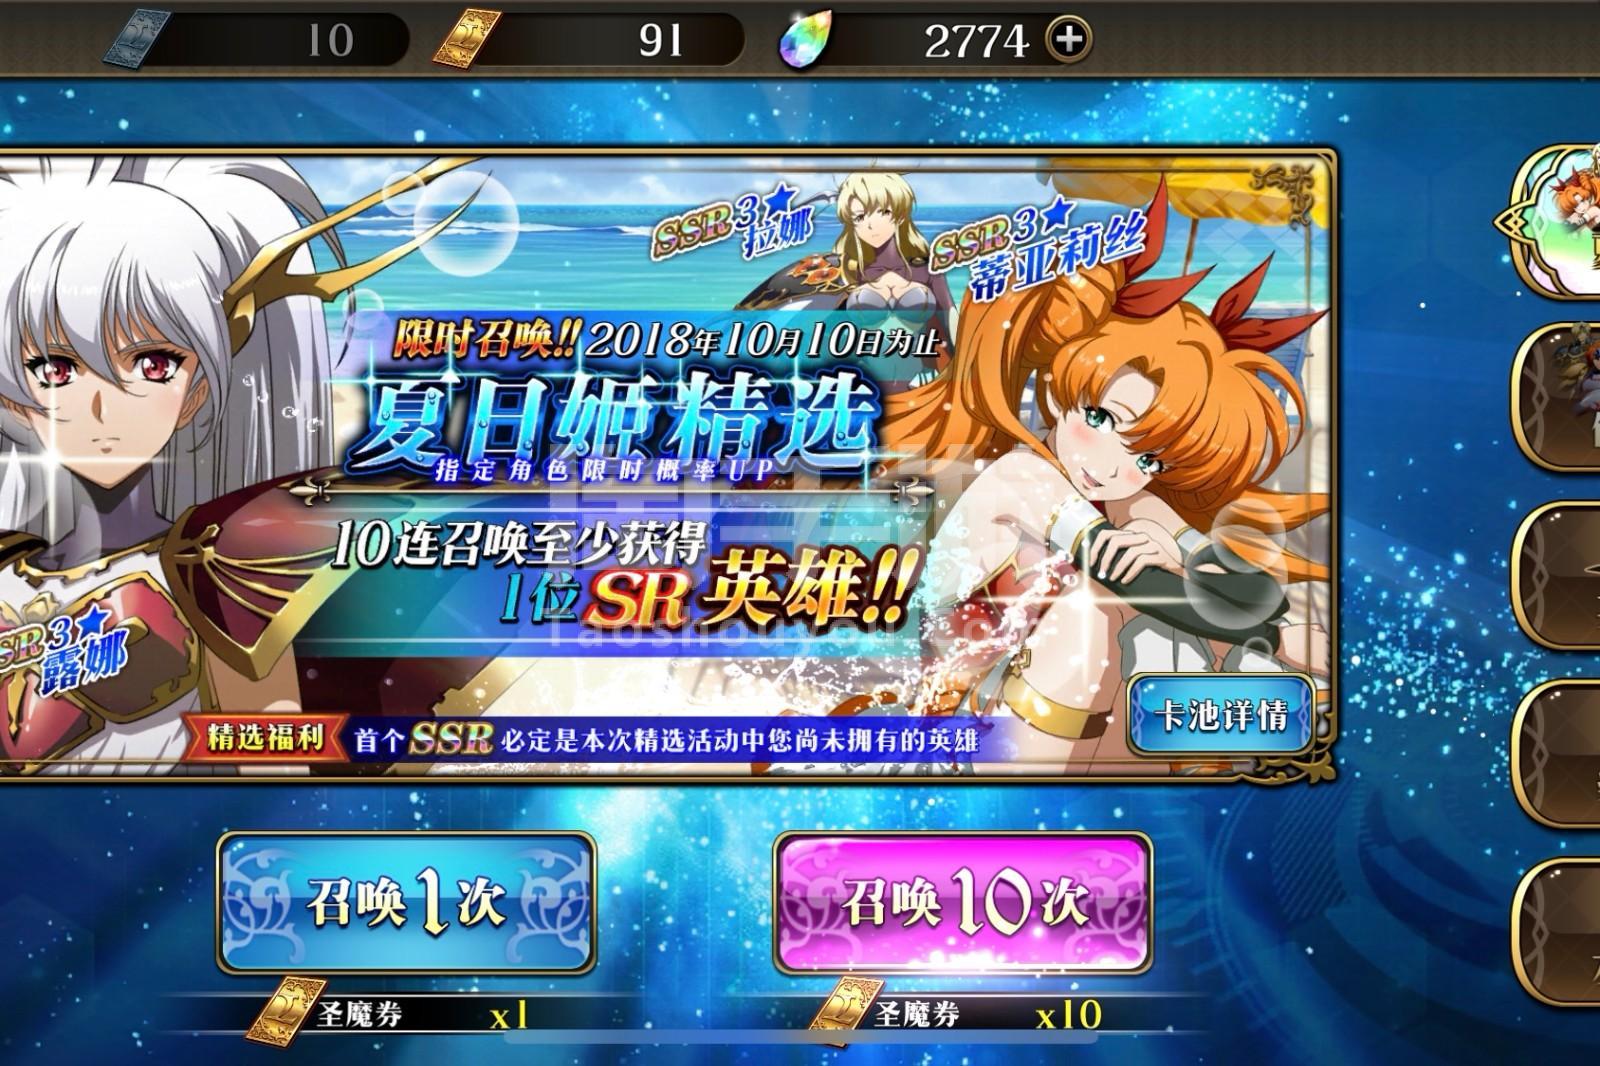 10
91
2774
SSR3★
拉娜
SSR3★
蒂亚莉丝
限时召唤!!2018年10月10日为止
夏日姬精选
指定角色限时概率UP
10连召唤至少获得
1位SR英雄!!
Taoshouyou.com
SR3★
露娜
卡池详情
精选福利
首个SSR必定是本次精选活动中您尚未拥有的英雄
召唤1次
召唤10次
圣魔券 x1
圣魔券 x10